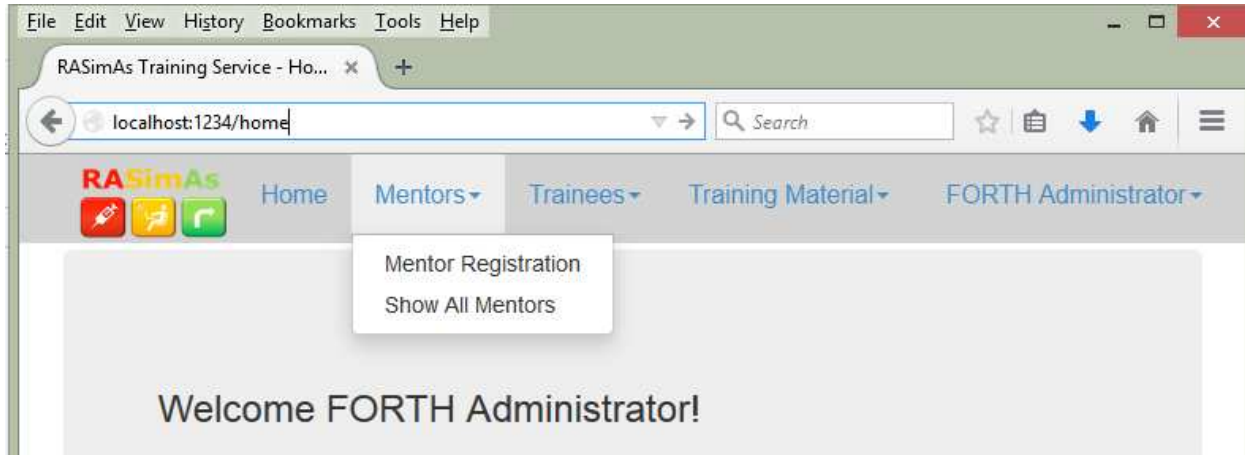 File Edit View History Bookmarks Tools Help
RASimAs Training Service - Ho...
localhost:1234/home
Search
RASimAs
Home Mentors Trainees Training Material FORTH Administrator
Mentor Registration
Show All Mentors
Welcome FORTH Administrator!